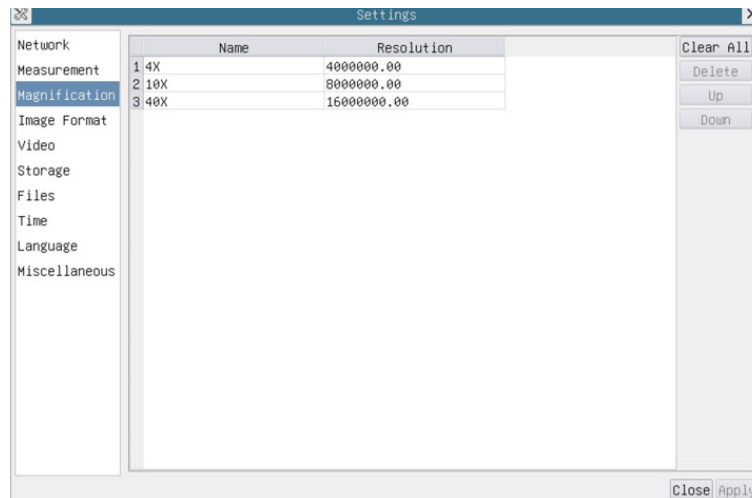 Settings
Network
Measurement
Magnification
Image Format
Video
Storage
Files
Time
Language
Miscellaneous
Name Resolution
1 4X 4000000.00
2 10X 8000000.00
3 40X 16000000.00
Clear All
Delete
Up
Down
Close Apply